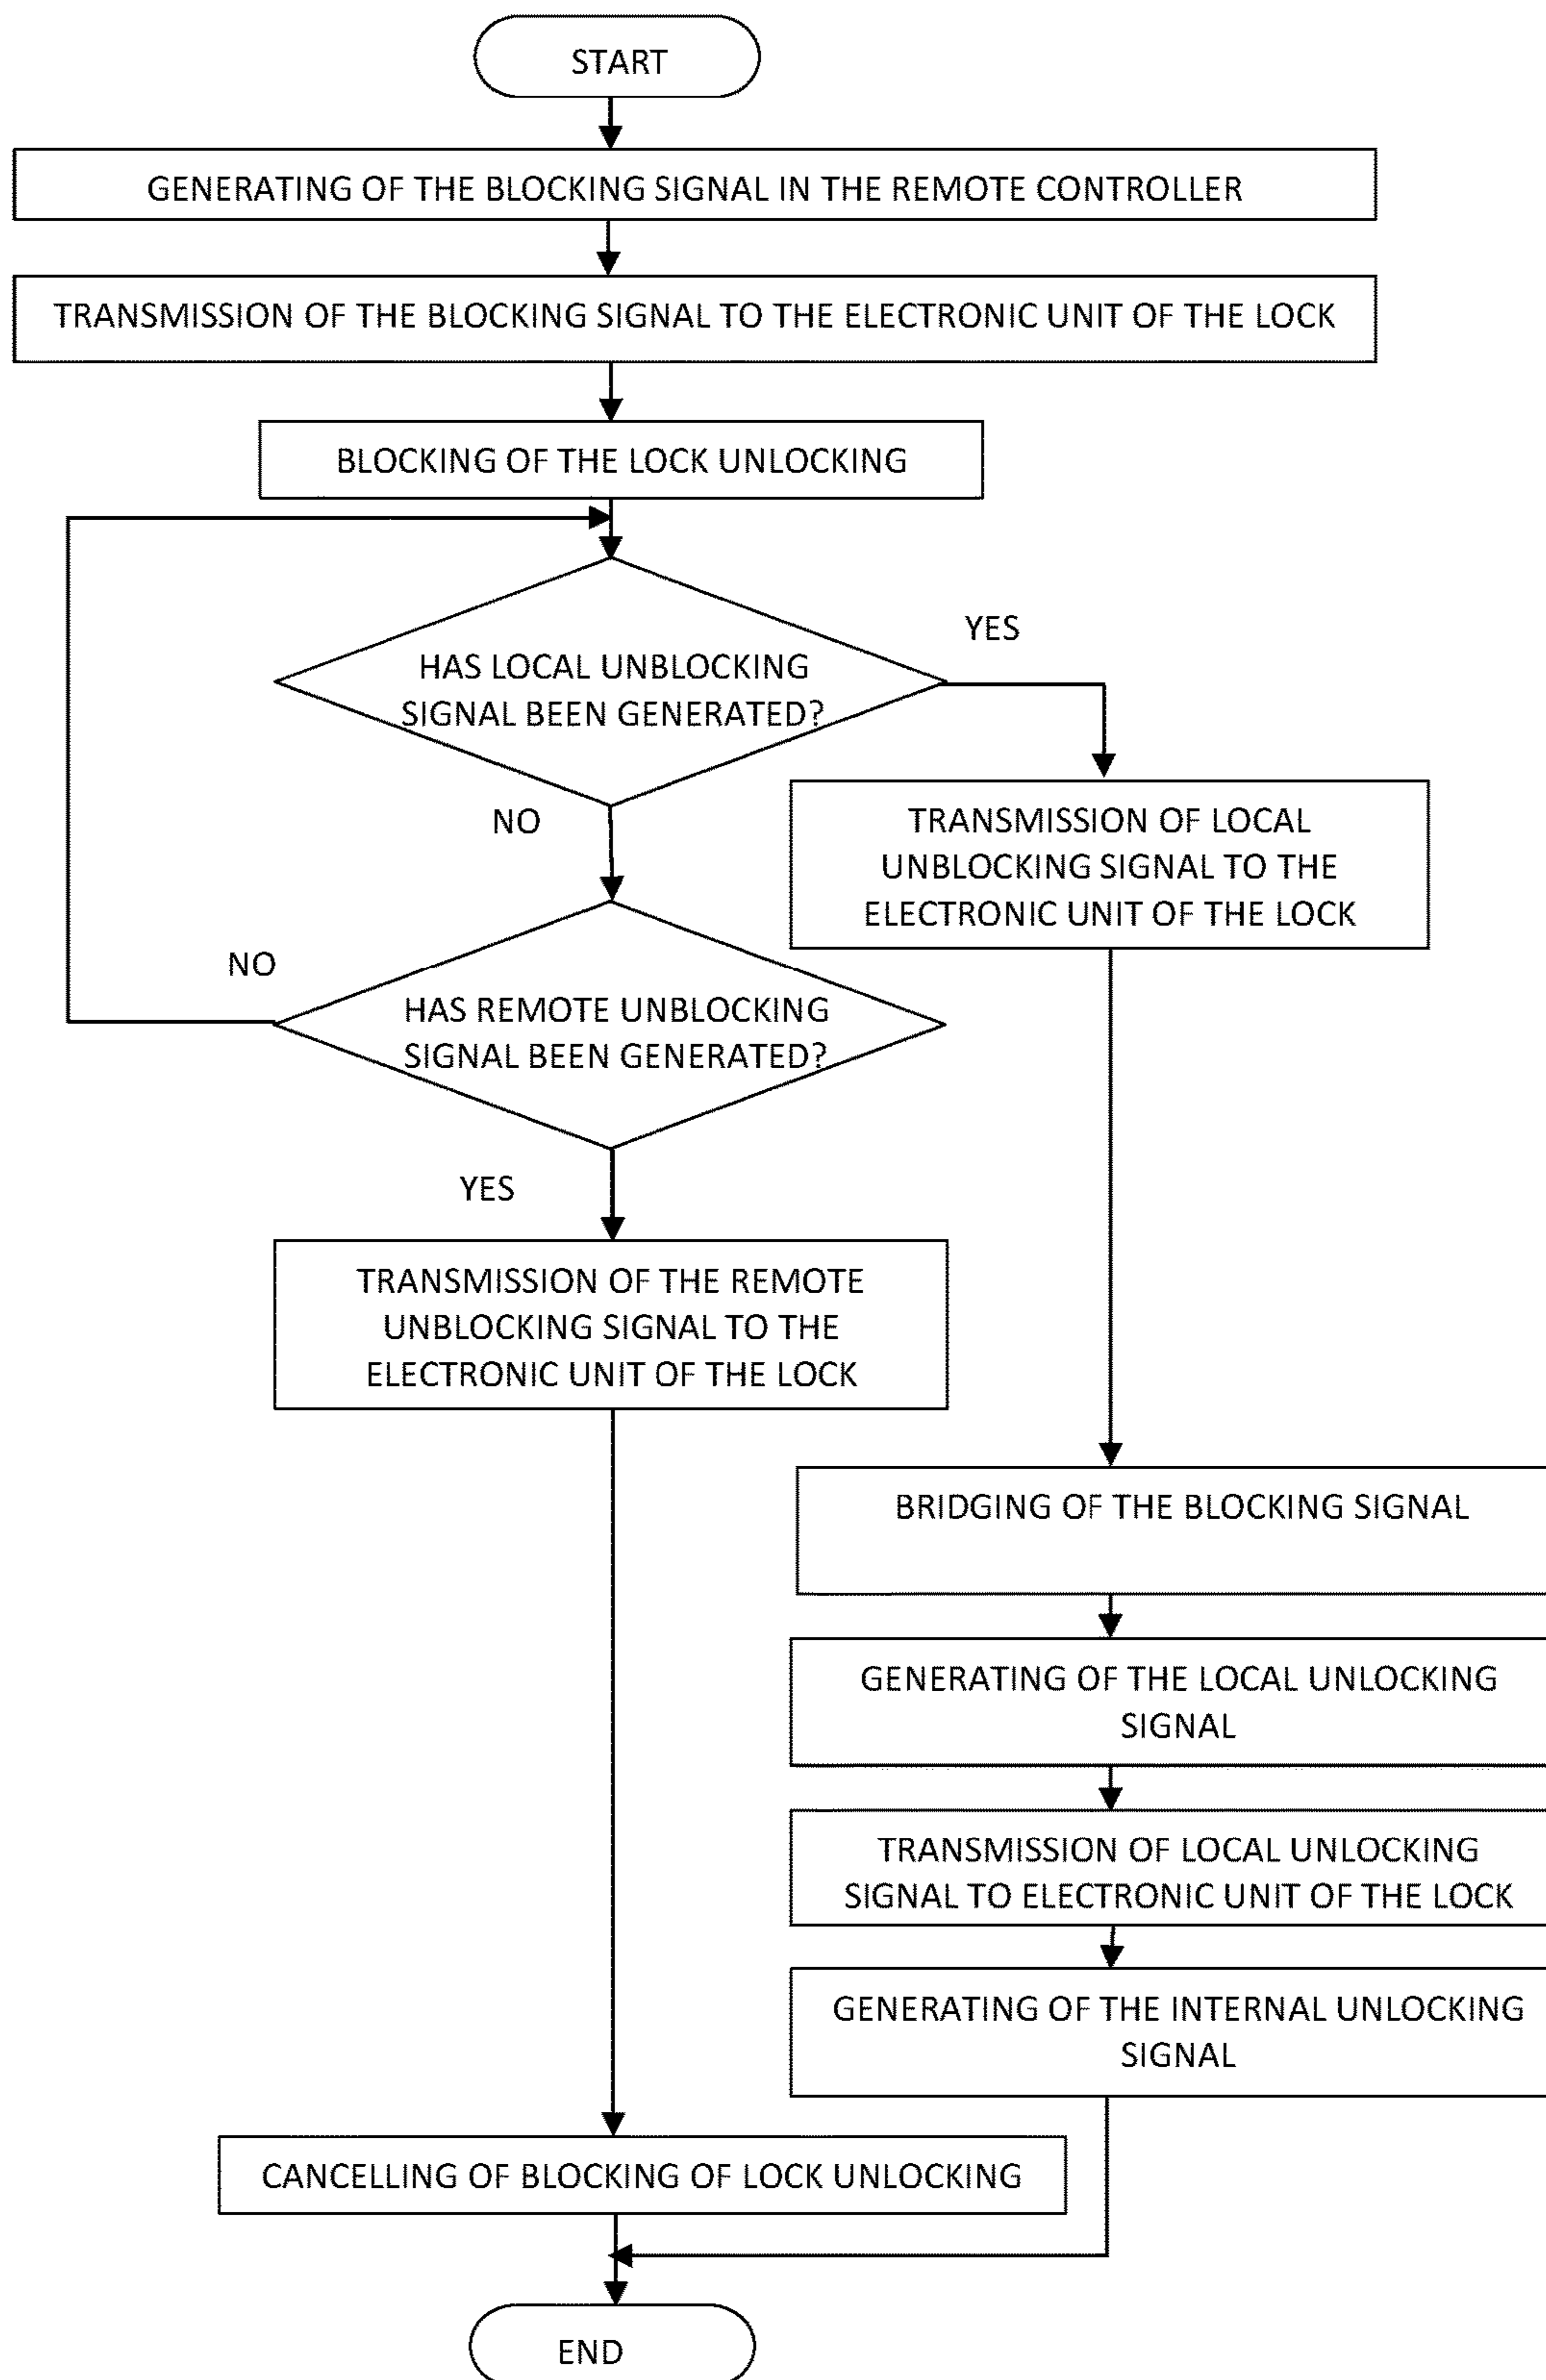 START
GENERATING OF THE BLOCKING SIGNAL IN THE REMOTE CONTROLLER
TRANSMISSION OF THE BLOCKING SIGNAL TO THE ELECTRONIC UNIT OF THE LOCK
BLOCKING OF THE LOCK UNLOCKING
YES
HAS LOCAL UNBLOCKING
SIGNAL BEEN GENERATED?
NO
TRANSMISSION OF LOCAL
UNBLOCKING SIGNAL TO THE
ELECTRONIC UNIT OF THE LOCK
NO
HAS REMOTE UNBLOCKING
SIGNAL BEEN GENERATED?
YES
TRANSMISSION OF THE REMOTE
UNBLOCKING SIGNAL TO THE
ELECTRONIC UNIT OF THE LOCK
BRIDGING OF THE BLOCKING SIGNAL
GENERATING OF THE LOCAL UNLOCKING
SIGNAL
TRANSMISSION OF LOCAL UNLOCKING
SIGNAL TO ELECTRONIC UNIT OF THE LOCK
GENERATING OF THE INTERNAL UNLOCKING
SIGNAL
CANCELLING OF BLOCKING OF LOCK UNLOCKING
END